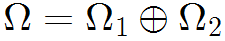 Ω = Ω₁ ⊕ Ω₂